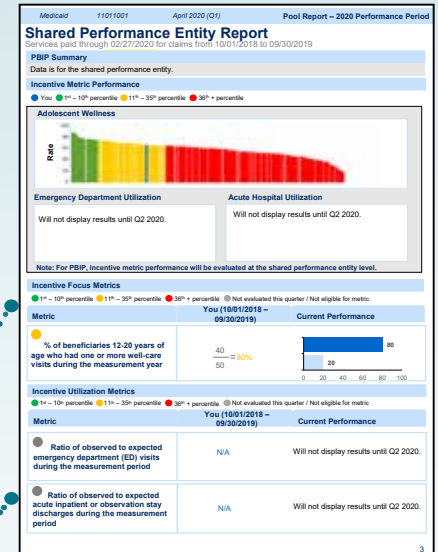 Medicaid 11011001 April 2020 (Q1) Pool Report – 2020 Performance Period
Shared Performance Entity Report
Services paid through 02/27/2020 for claims from 10/01/2018 to 09/30/2019
PBIP Summary
Data is for the shared performance entity.
Incentive Metric Performance
You 1st – 10th percentile 11th – 35th percentile 36th + percentile
Adolescent Wellness
Rate
Emergency Department Utilization
Will not display results until Q2 2020.
Acute Hospital Utilization
Will not display results until Q2 2020.
Note: For PBIP, incentive metric performance will be evaluated at the shared performance entity level.
Incentive Focus Metrics
1st – 10th percentile 11th – 35th percentile 36th + percentile Not evaluated this quarter / Not eligible for metric
Metric
You (10/01/2018 –
09/30/2019)
Current Performance
% of beneficiaries 12-20 years of
age who had one or more well-care
visits during the measurement year
40
50
=80%
80
20
0 20 40 60 80 100
Incentive Utilization Metrics
1st – 10th percentile 11th – 35th percentile 36th + percentile Not evaluated this quarter / Not eligible for metric
Metric
You (10/01/2018 –
09/30/2019)
Current Performance
Ratio of observed to expected
emergency department (ED) visits
during the measurement period
N/A
Will not display results until Q2 2020.
Ratio of observed to expected
acute inpatient or observation stay
discharges during the measurement
period
N/A
Will not display results until Q2 2020.
3